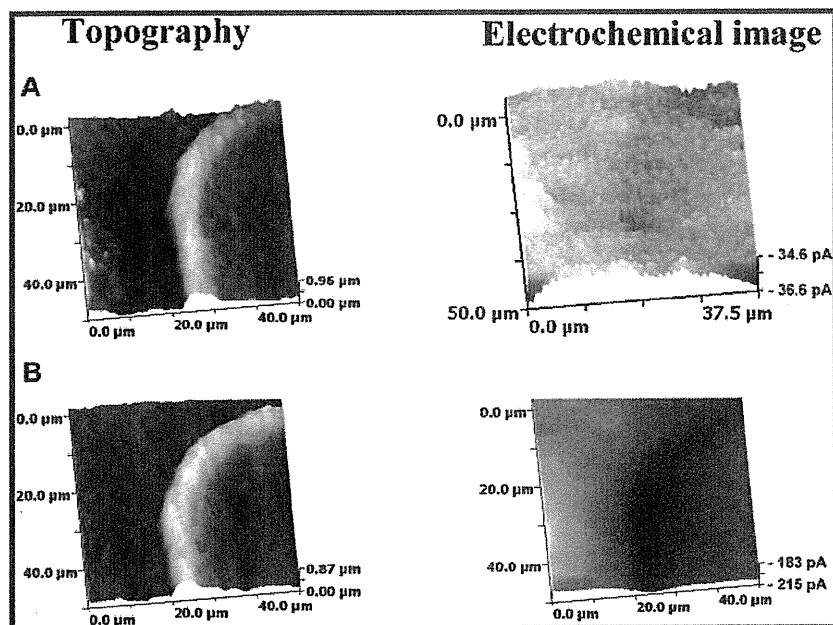 Topography
Electrochemical image
A
0.0 µm
20.0 µm
40.0 µm
0.96 µm
0.00 µm
0.0 µm
20.0 µm
40.0 µm
0.0 µm
50.0 µm
0.0 µm
37.5 µm
- 34.6 pA
- 36.6 pA
B
0.0 µm
20.0 µm
40.0 µm
0.87 µm
0.00 µm
0.0 µm
20.0 µm
40.0 µm
0.0 µm
20.0 µm
40.0 µm
- 183 pA
- 215 pA
0.0 µm
20.0 µm
40.0 µm